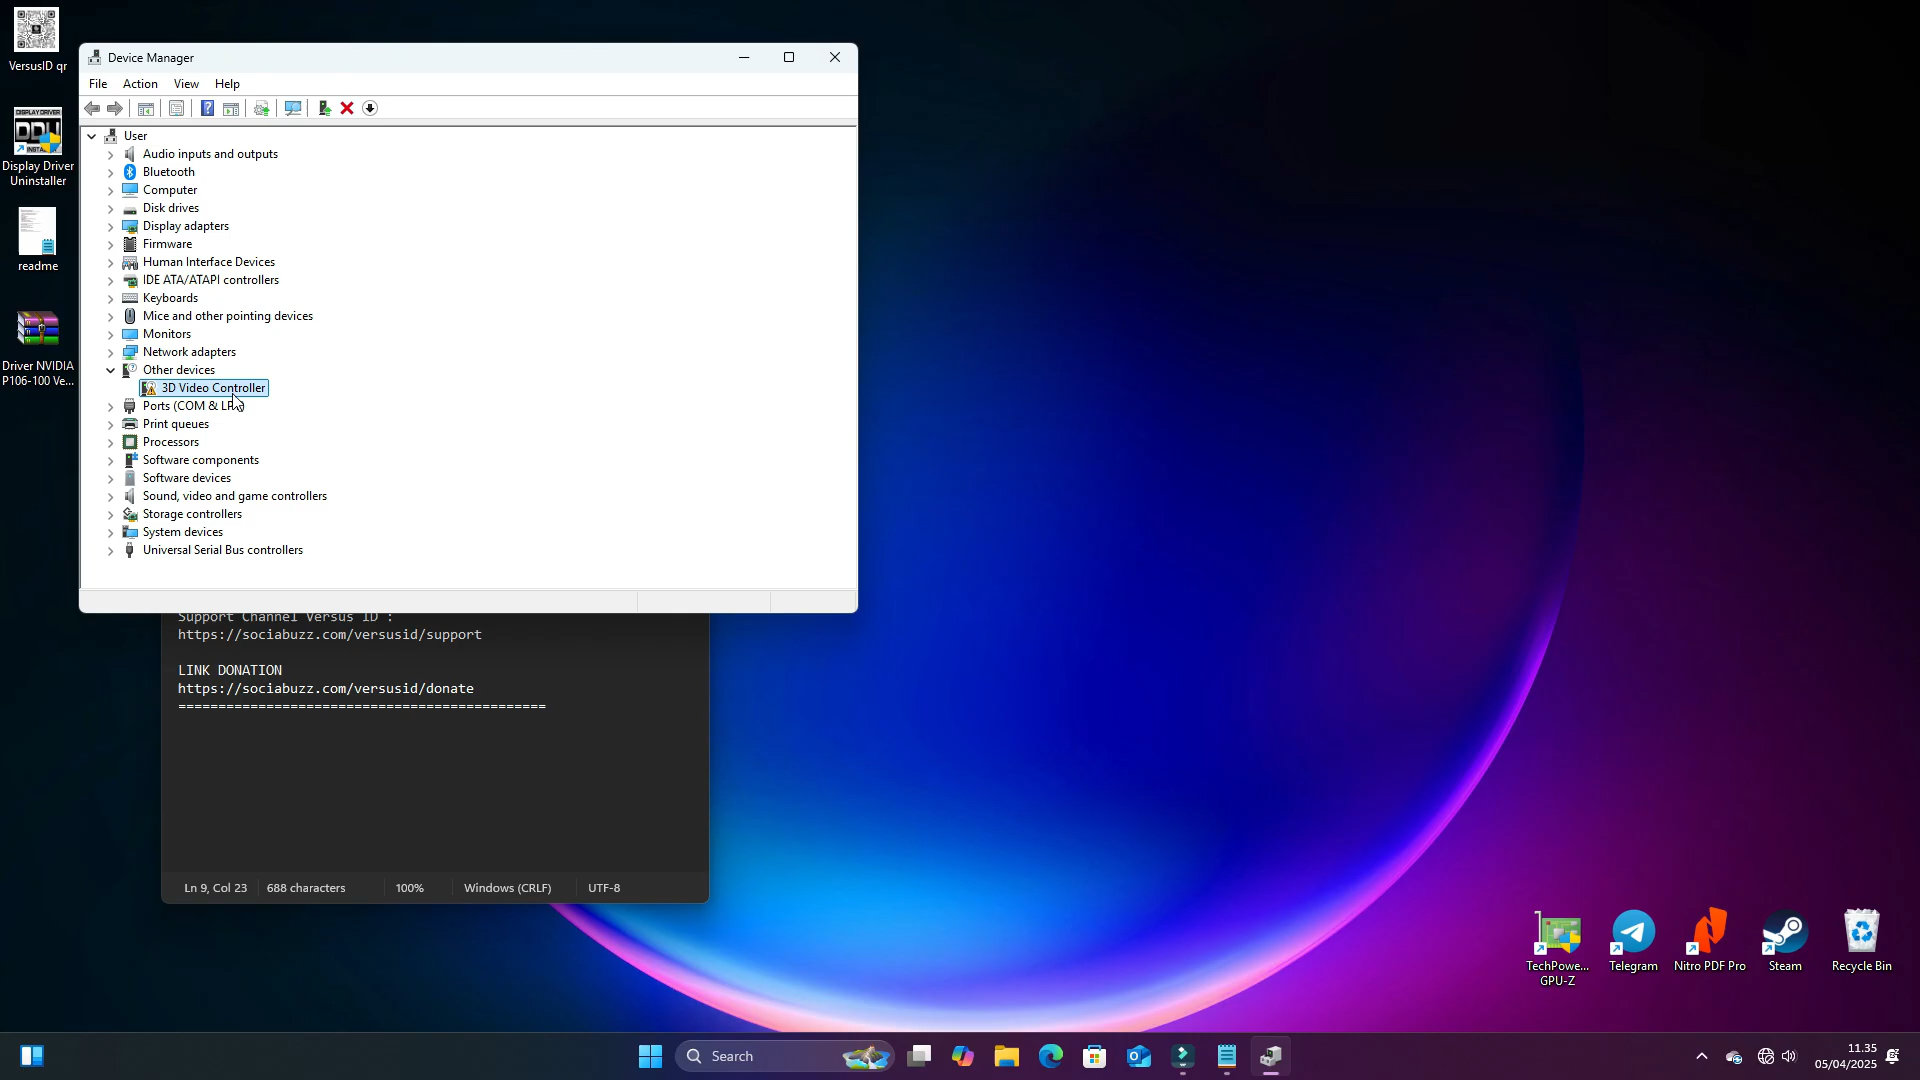 VersusID qr
DISPLAY DRIVER
DDU
Display Driver
Uninstaller
readme
Driver NVIDIA
P106-100 Ve...
Device Manager
File Action View Help
User
Audio inputs and outputs
Bluetooth
Computer
Disk drives
Display adapters
Firmware
Human Interface Devices
IDE ATA/ATAPI controllers
Keyboards
Mice and other pointing devices
Monitors
Network adapters
Other devices
3D Video Controller
Ports (COM & LP
Print queues
Processors
Software components
Software devices
Sound, video and game controllers
Storage controllers
System devices
Universal Serial Bus controllers
Support Channel Versus ID :
https://sociabuzz.com/versusid/support
LINK DONATION
https://sociabuzz.com/versusid/donate
==============================================
Ln 9, Col 23 688 characters 100% Windows (CRLF) UTF-8
TechPowe...
GPU-Z
Telegram
Nitro PDF Pro
Steam
Recycle Bin
Search
11.35
05/04/2025